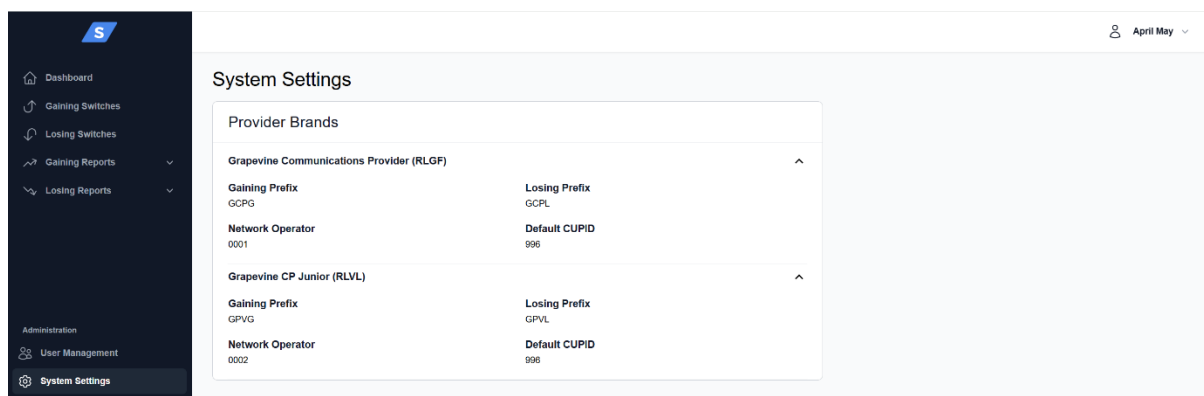 S
April May
Dashboard
Gaining Switches
Losing Switches
Gaining Reports
Losing Reports
Administration
User Management
System Settings
System Settings
Provider Brands
Grapevine Communications Provider (RLGF)
Gaining Prefix Losing Prefix
GCPG GCPL
Network Operator Default CUPID
0001 996
Grapevine CP Junior (RLVL)
Gaining Prefix Losing Prefix
GPVG GPVL
Network Operator Default CUPID
0002 996